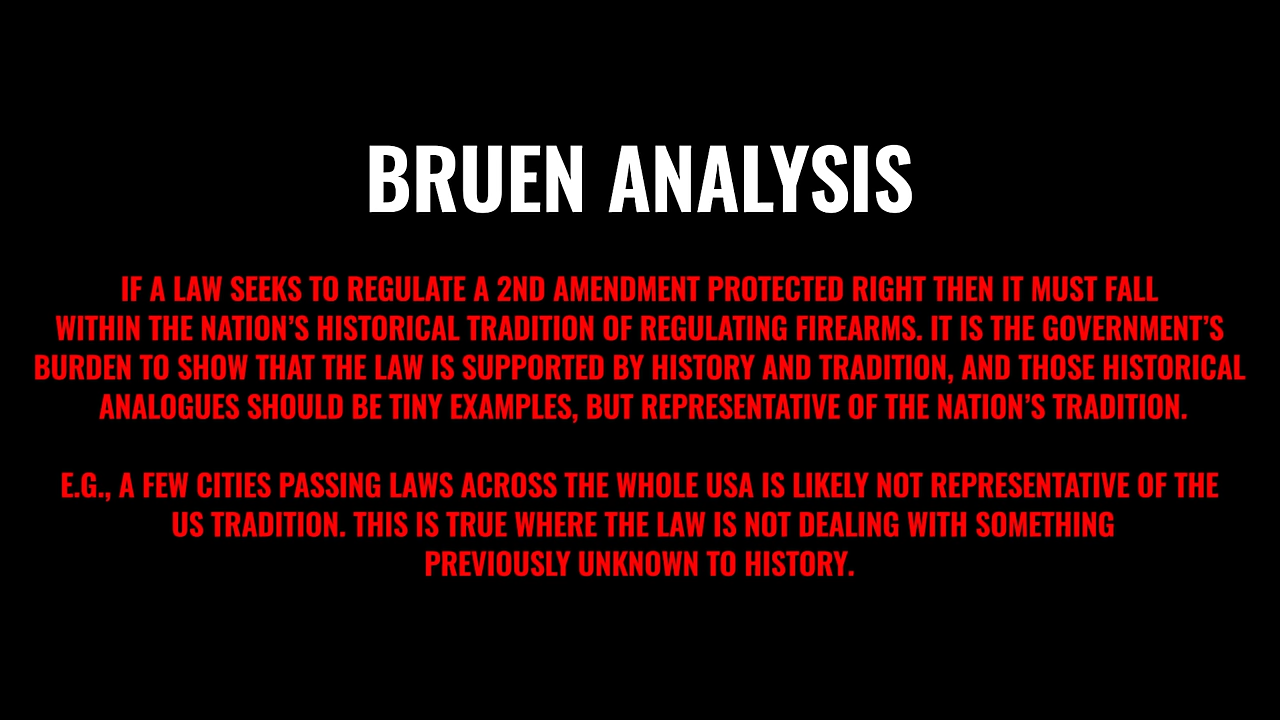 BRUEN ANALYSIS
IF A LAW SEEKS TO REGULATE A 2ND AMENDMENT PROTECTED RIGHT THEN IT MUST FALL
WITHIN THE NATION’S HISTORICAL TRADITION OF REGULATING FIREARMS. IT IS THE GOVERNMENT’S
BURDEN TO SHOW THAT THE LAW IS SUPPORTED BY HISTORY AND TRADITION, AND THOSE HISTORICAL
ANALOGUES SHOULD BE TINY EXAMPLES, BUT REPRESENTATIVE OF THE NATION’S TRADITION.
E.G., A FEW CITIES PASSING LAWS ACROSS THE WHOLE USA IS LIKELY NOT REPRESENTATIVE OF THE
US TRADITION. THIS IS TRUE WHERE THE LAW IS NOT DEALING WITH SOMETHING
PREVIOUSLY UNKNOWN TO HISTORY.